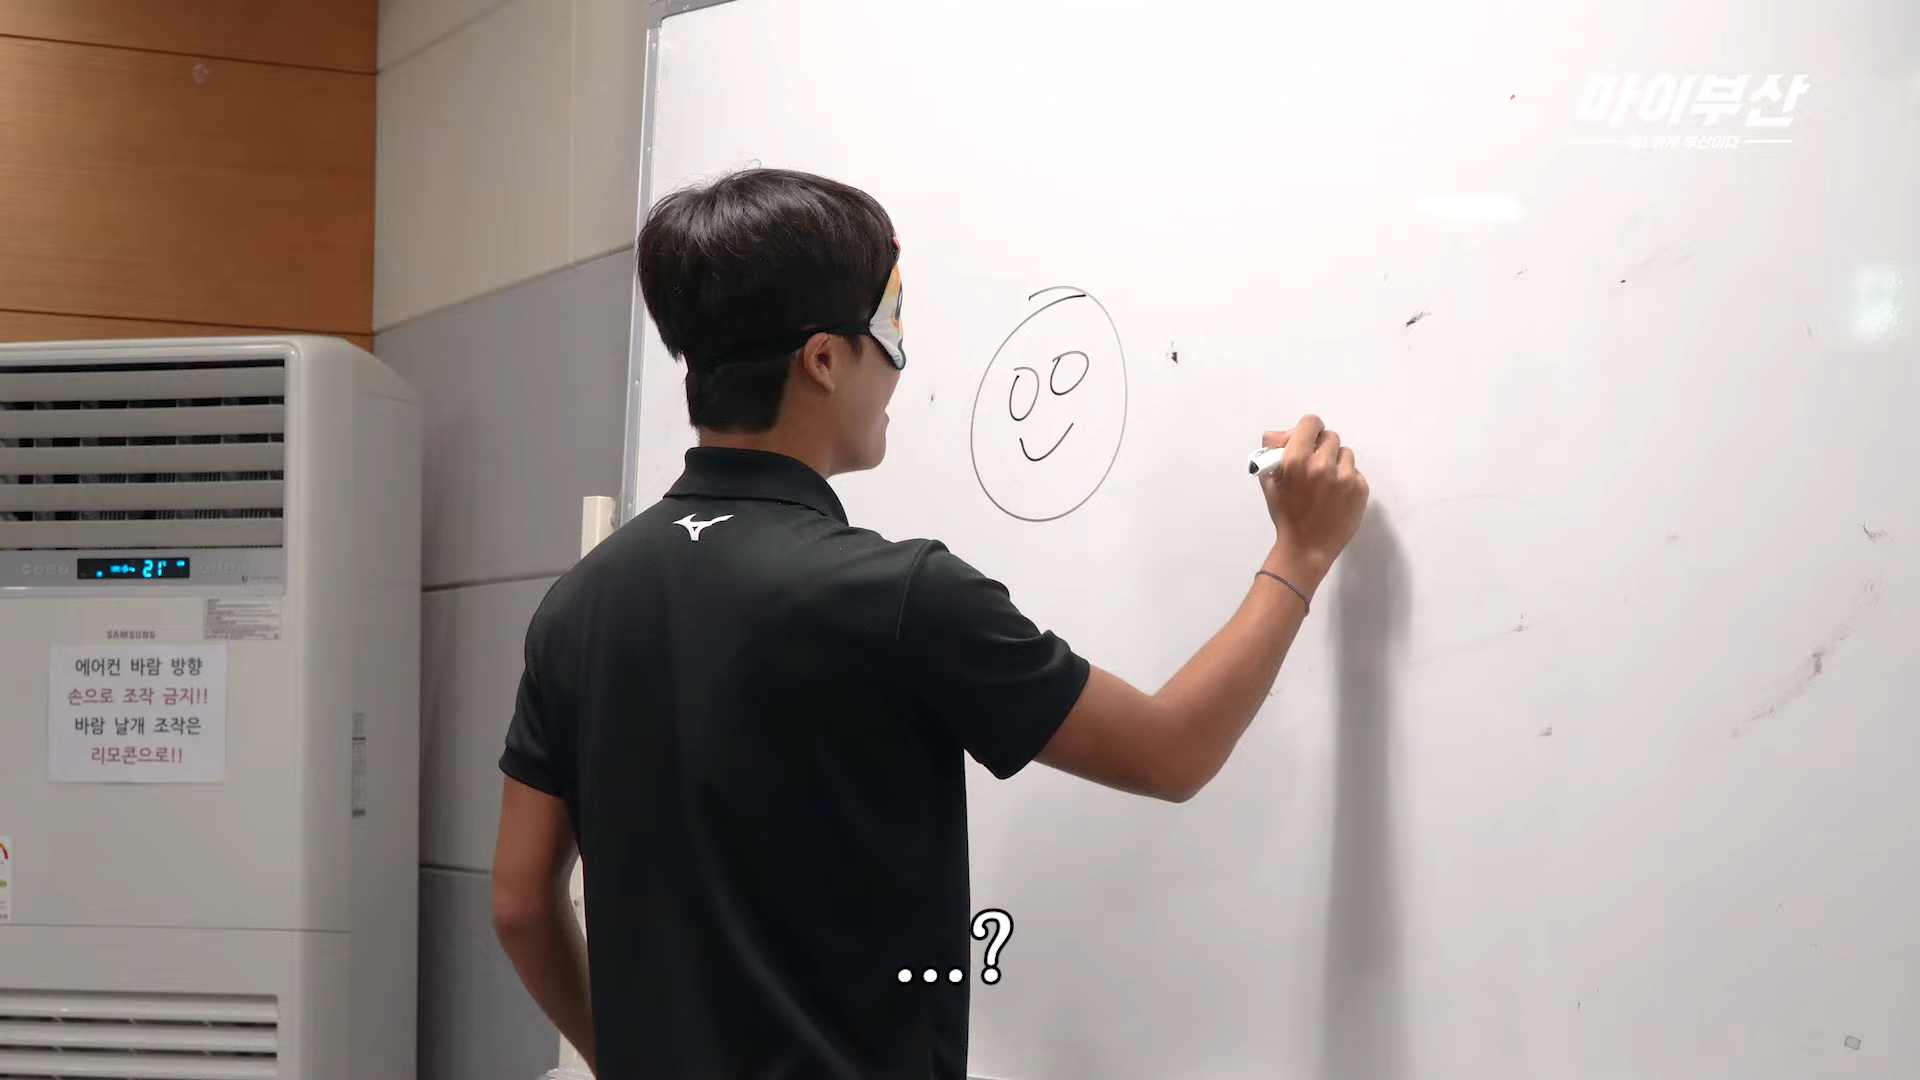 마이부산
21°
SAMSUNG
에어컨 바람 방향
손으로 조작 금지!!
바람 날개 조작은
리모콘으로!!
...?